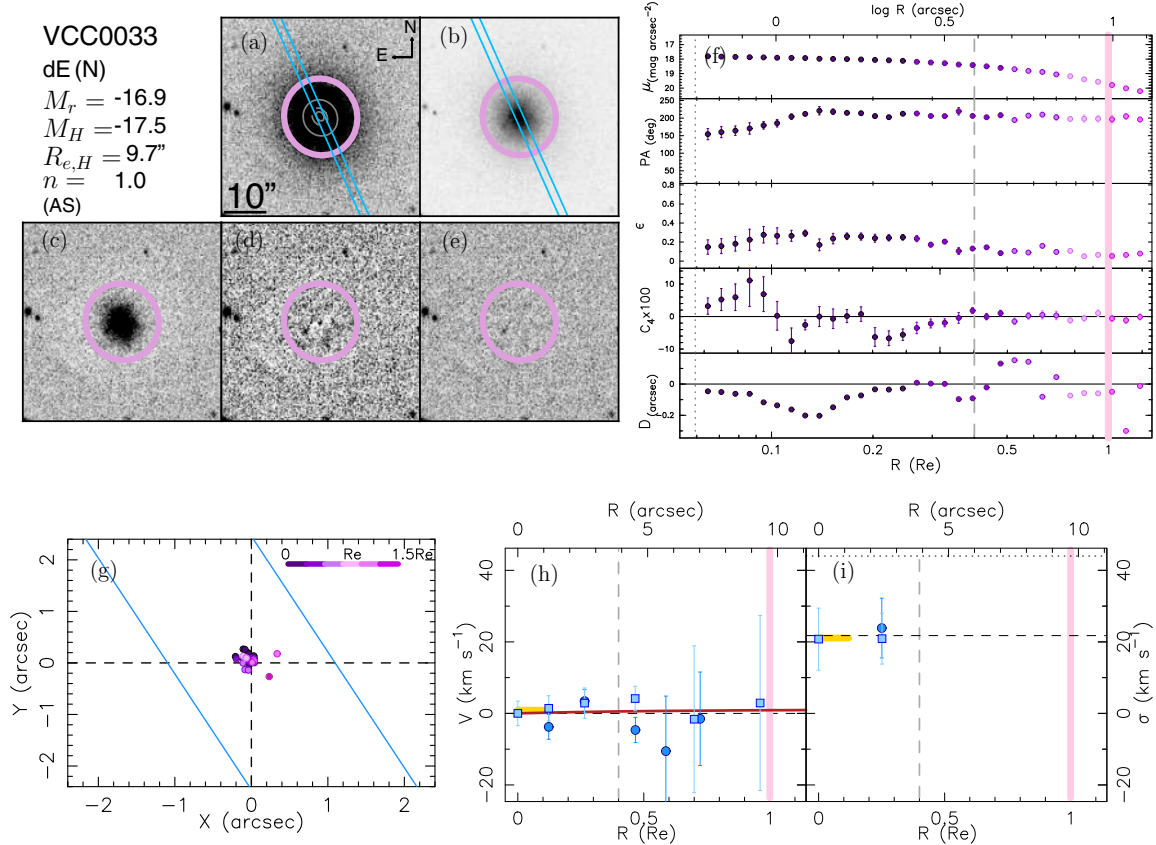 VCC0033
dE (N)
M_r = -16.9
M_H = -17.5
R_{e,H} = 9.7”
n = 1.0
(AS)
(a)
N
E
10”
(b)
(c)
(d)
(e)
log R (arcsec)
0 0.5 1
(f)
μ (mag arcsec⁻²)
17
18
19
20
PA (deg)
250
200
150
100
50
0
ϵ
0.8
0.6
0.4
0.2
0
C₄×100
10
0
−10
D (arcsec)
0
−0.2
0.1 0.2 0.5 1
R (Re)
(g)
0 Re 1.5Re
Y (arcsec)
2
1
0
−1
−2
−2 −1 0 1 2
X (arcsec)
R (arcsec)
0 5 10
(h)
V (km s⁻¹)
40
20
0
−20
0 0.5 1
R (Re)
R (arcsec)
0 5 10
(i)
σ (km s⁻¹)
40
20
0
−20
0 0.5 1
R (Re)